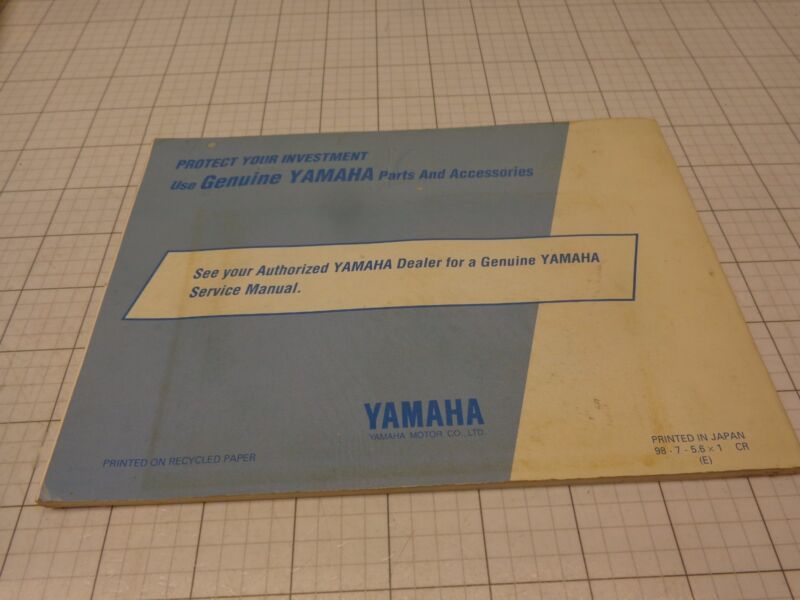 PROTECT YOUR INVESTMENT
Use Genuine YAMAHA Parts And Accessories
See your Authorized YAMAHA Dealer for a Genuine YAMAHA
Service Manual.
YAMAHA
YAMAHA MOTOR CO., LTD.
PRINTED ON RECYCLED PAPER
PRINTED IN JAPAN
98 - 7 - 5.6 × 1 CR
(E)